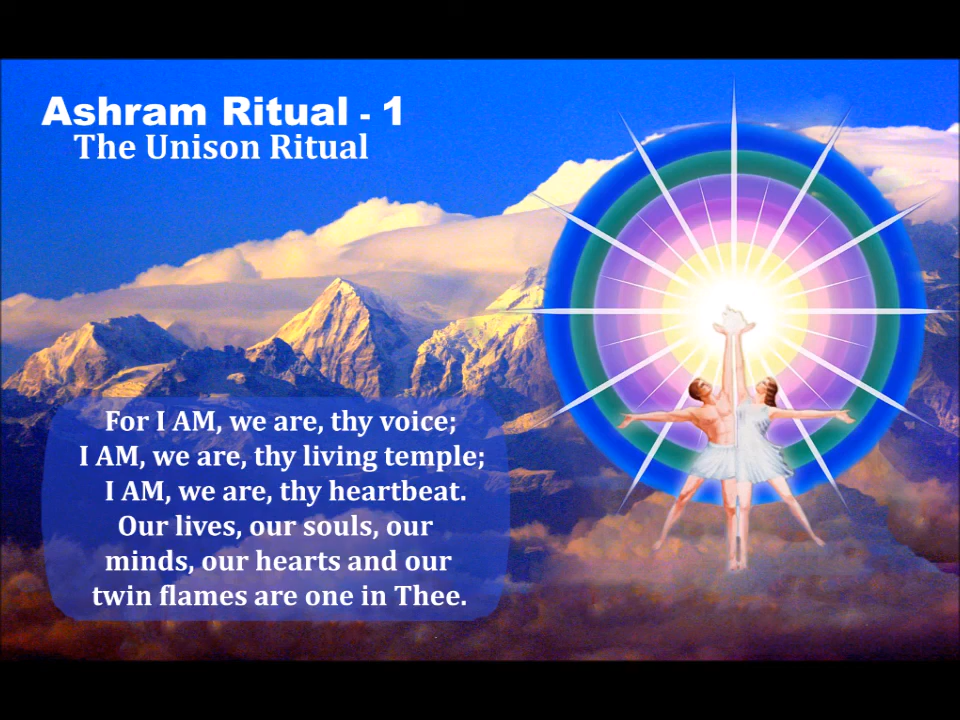 Ashram Ritual - 1
The Unison Ritual
For I AM, we are, thy voice;
I AM, we are, thy living temple;
I AM, we are, thy heartbeat.
Our lives, our souls, our
minds, our hearts and our
twin flames are one in Thee.